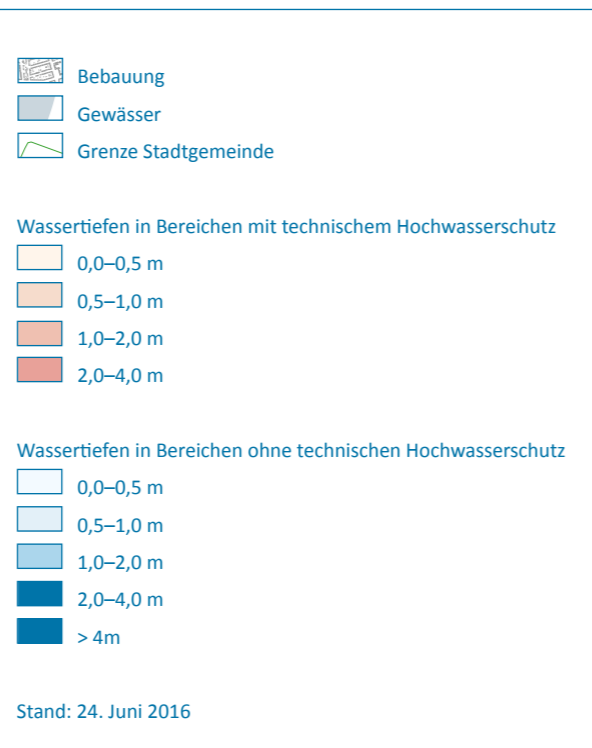 Bebauung
Gewässer
Grenze Stadtgemeinde
Wassertiefen in Bereichen mit technischem Hochwasserschutz
0,0–0,5 m
0,5–1,0 m
1,0–2,0 m
2,0–4,0 m
Wassertiefen in Bereichen ohne technischen Hochwasserschutz
0,0–0,5 m
0,5–1,0 m
1,0–2,0 m
2,0–4,0 m
> 4m
Stand: 24. Juni 2016